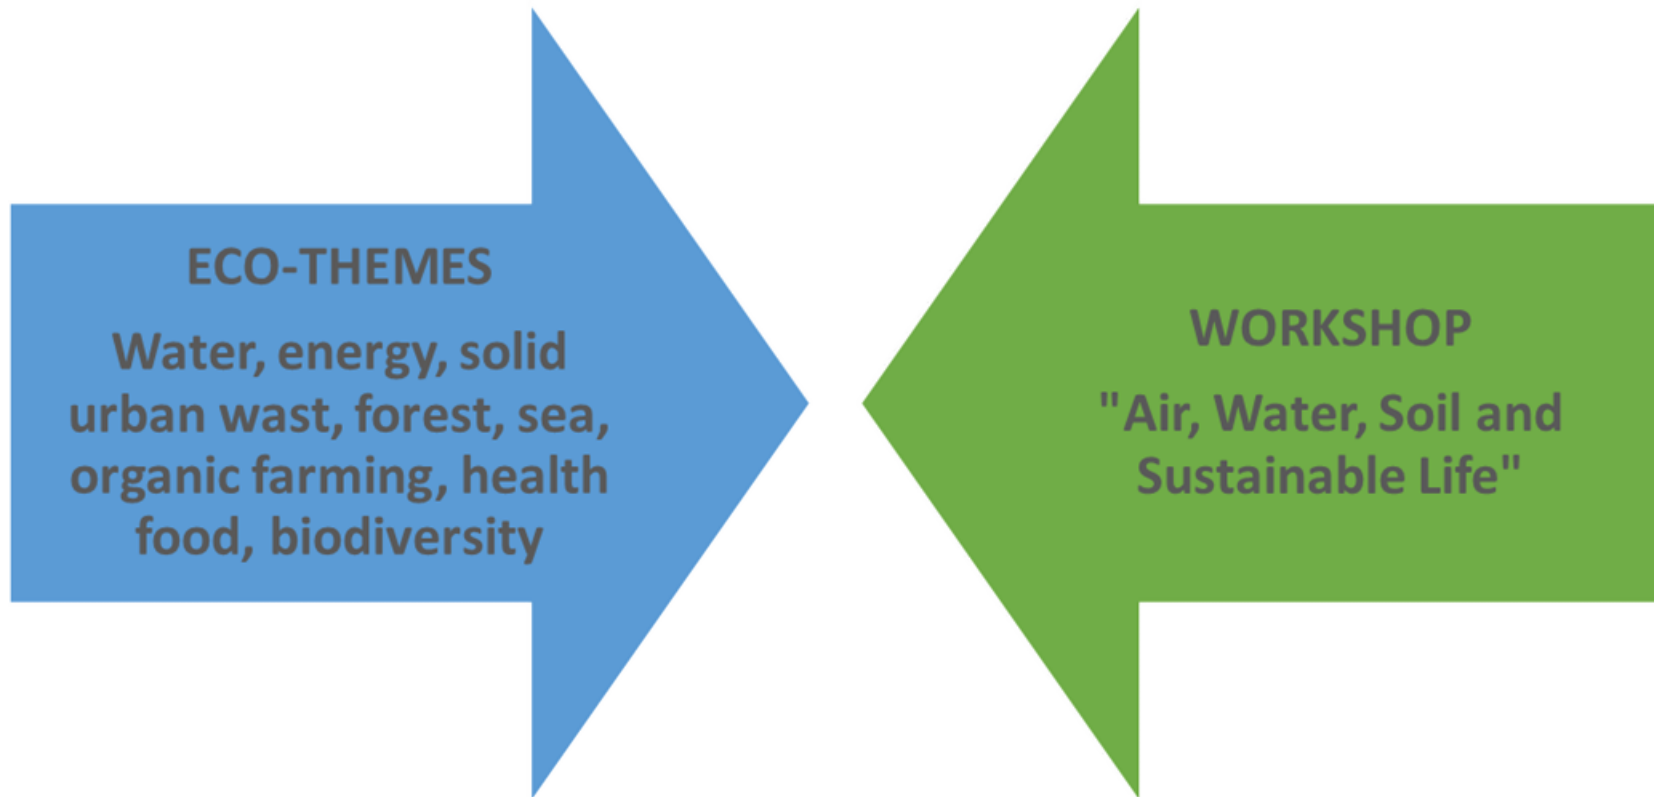 ECO-THEMES
Water, energy, solid
urban wast, forest, sea,
organic farming, health
food, biodiversity
WORKSHOP
"Air, Water, Soil and
Sustainable Life"